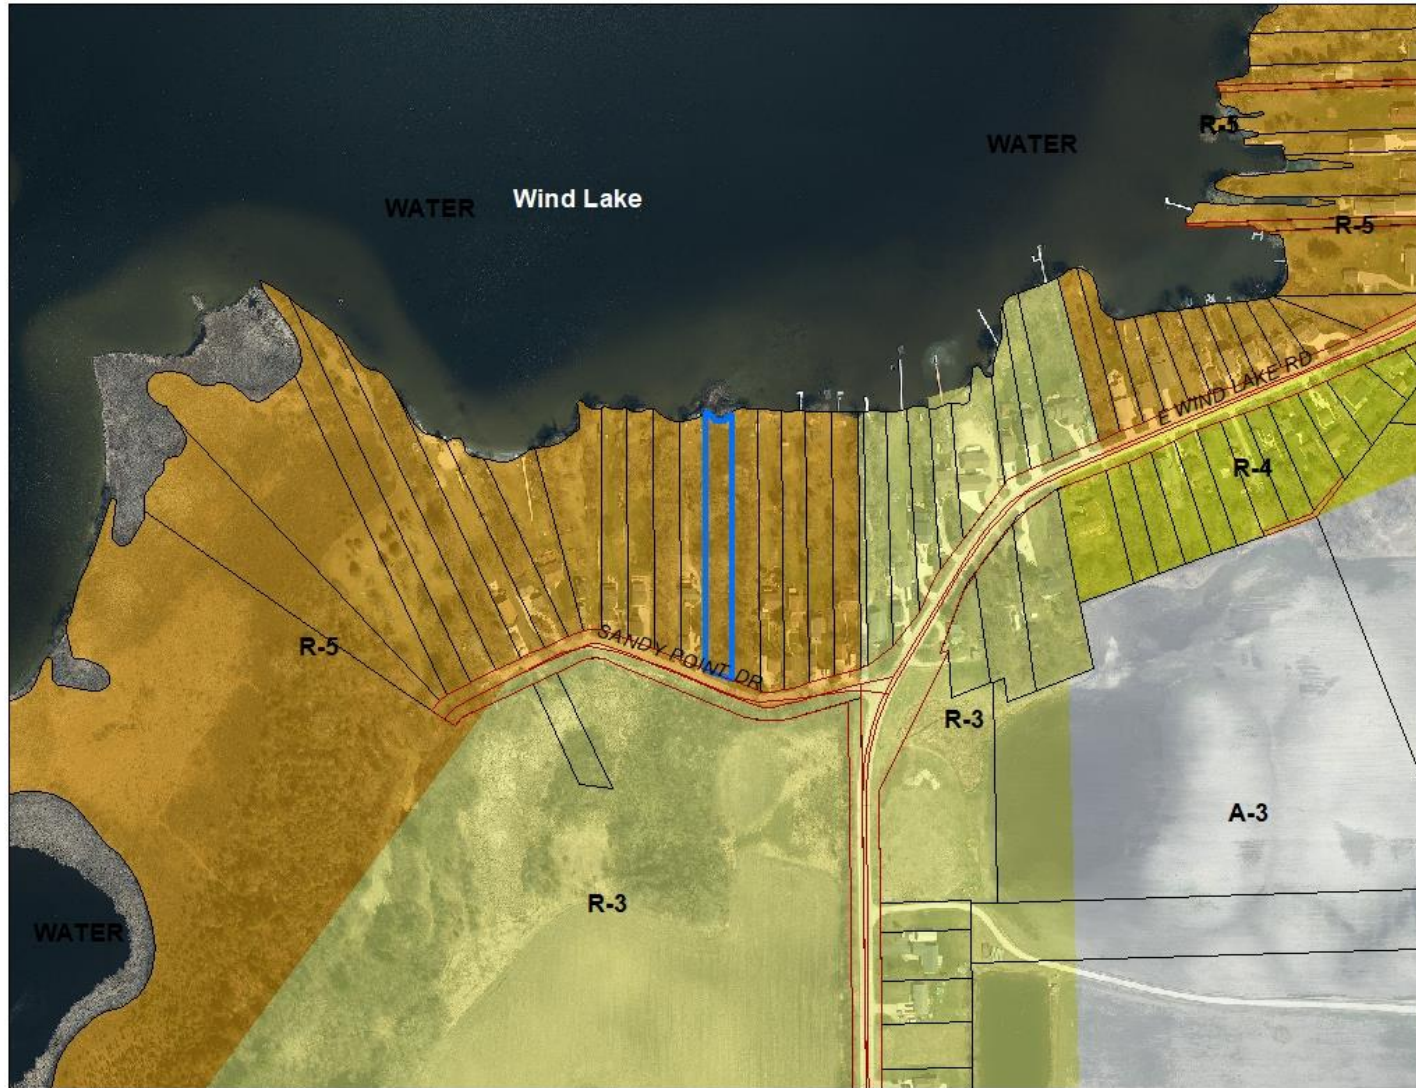 R-5
WATER
Wind Lake
WATER
R-5
E WIND LAKE RD
R-4
SANDY POINT DR
R-5
R-3
A-3
R-3
WATER